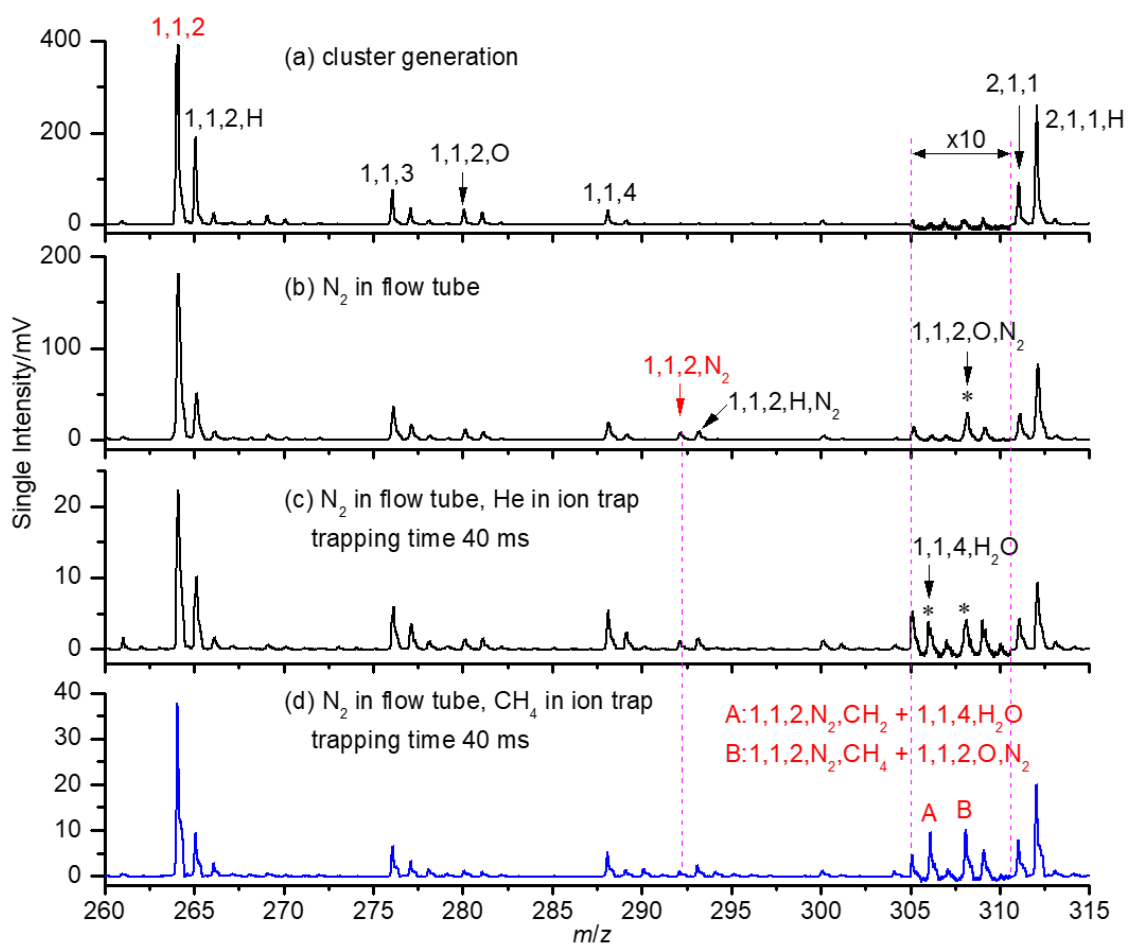 1,1,2
(a) cluster generation
1,1,2,H
1,1,3
1,1,2,O
1,1,4
x10
2,1,1
2,1,1,H
400
200
0
(b) N₂ in flow tube
1,1,2,N₂
1,1,2,H,N₂
1,1,2,O,N₂
*
200
100
0
Single Intensity/mV
(c) N₂ in flow tube, He in ion trap
trapping time 40 ms
1,1,4,H₂O
* *
20
10
0
(d) N₂ in flow tube, CH₄ in ion trap
trapping time 40 ms
A:1,1,2,N₂,CH₂ + 1,1,4,H₂O
B:1,1,2,N₂,CH₄ + 1,1,2,O,N₂
A B
40
30
20
10
0
260 265 270 275 280 285 290 295 300 305 310 315
m/z